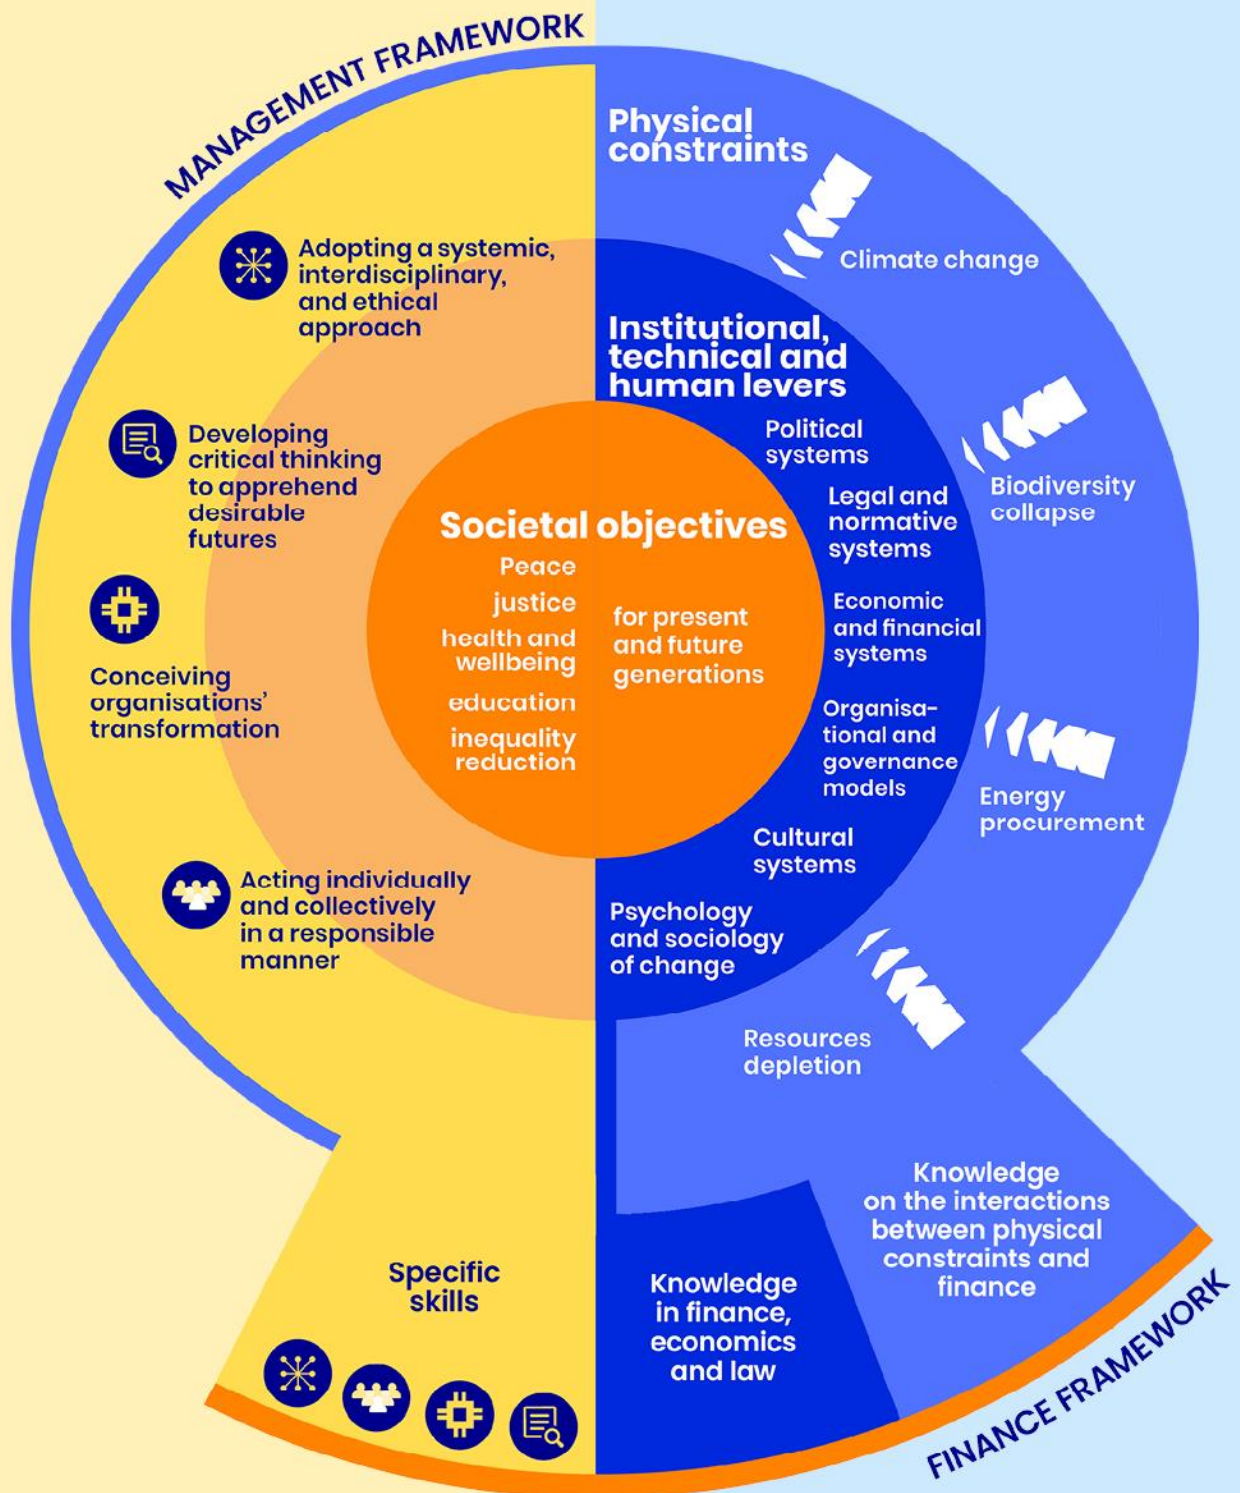 MANAGEMENT FRAMEWORK
Adopting a systemic,
interdisciplinary,
and ethical
approach
Developing
critical thinking
to apprehend
desirable
futures
Conceiving
organisations'
transformation
Acting individually
and collectively
in a responsible
manner
Physical
constraints
Climate change
Biodiversity
collapse
Energy
procurement
Resources
depletion
Institutional,
technical and
human levers
Political
systems
Legal and
normative
systems
Economic
and financial
systems
Organisa-
tional and
governance
models
Cultural
systems
Psychology
and sociology
of change
Societal objectives
Peace
justice
health and
wellbeing
education
inequality
reduction
for present
and future
generations
Specific
skills
Knowledge
in finance,
economics
and law
Knowledge
on the interactions
between physical
constraints and
finance
FINANCE FRAMEWORK